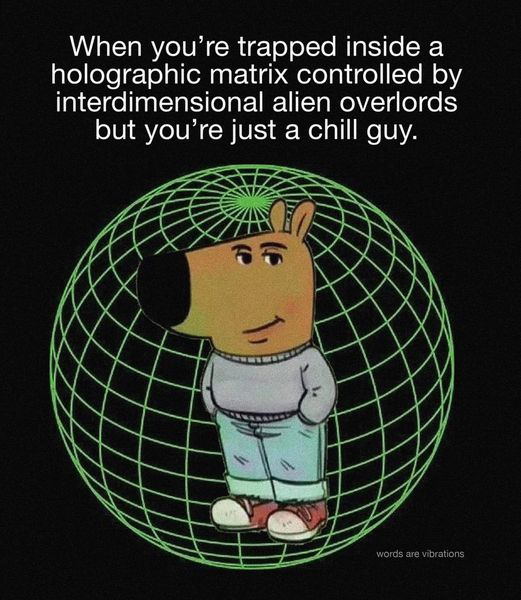 When you’re trapped inside a
holographic matrix controlled by
interdimensional alien overlords
but you’re just a chill guy.
words are vibrations